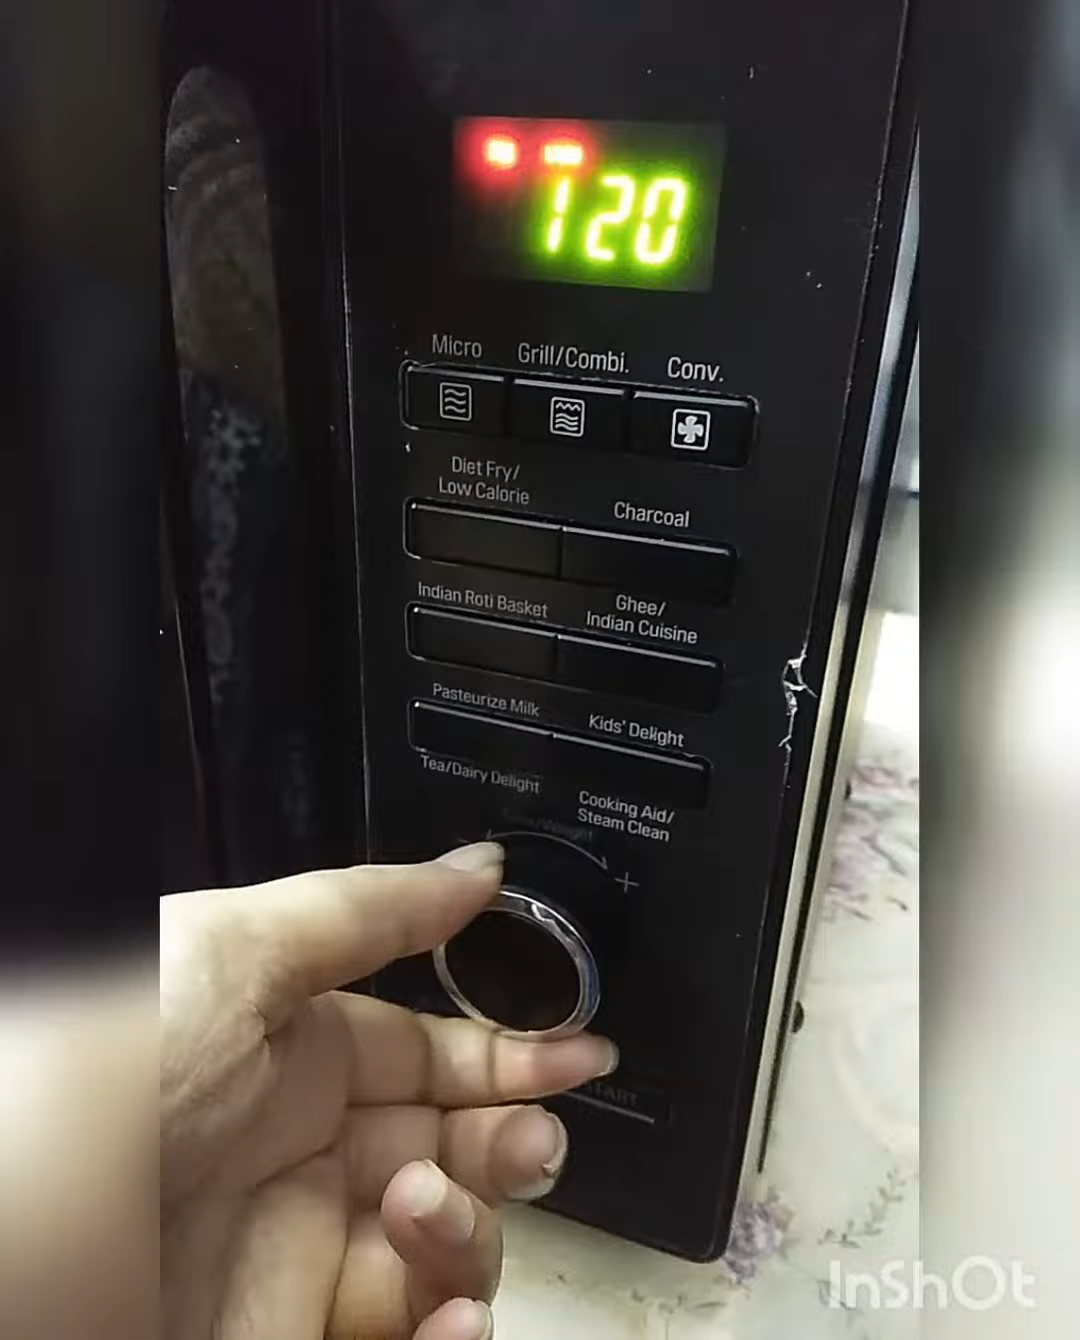 120
Micro
Grill/Combi.
Conv.
Diet Fry/
Low Calorie
Charcoal
Indian Roti Basket
Ghee/
Indian Cuisine
Pasteurize Milk
Kids' Delight
Tea/Dairy Delight
Cooking Aid/
Steam Clean
+
START
InShOt